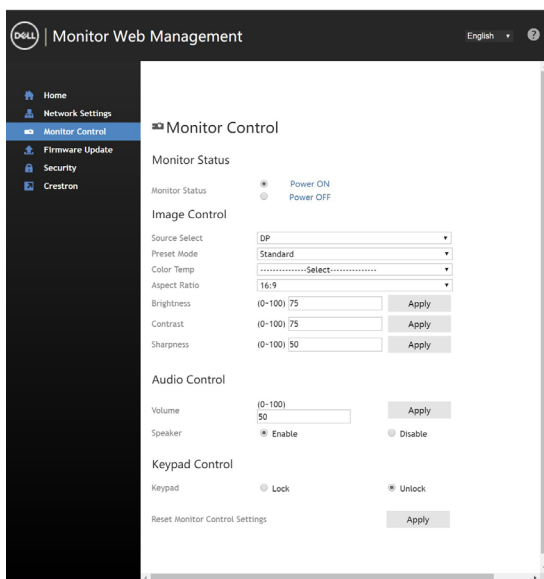 DELL | Monitor Web Management
English
?
Home
Network Settings
Monitor Control
Firmware Update
Security
Crestron
Monitor Control
Monitor Status
Monitor Status
Power ON
Power OFF
Image Control
Source Select DP
Preset Mode Standard
Color Temp ---------------Select---------------
Aspect Ratio 16:9
Brightness (0~100) 75 Apply
Contrast (0~100) 75 Apply
Sharpness (0~100) 50 Apply
Audio Control
(0~100)
Volume 50 Apply
Speaker Enable Disable
Keypad Control
Keypad Lock Unlock
Reset Monitor Control Settings Apply